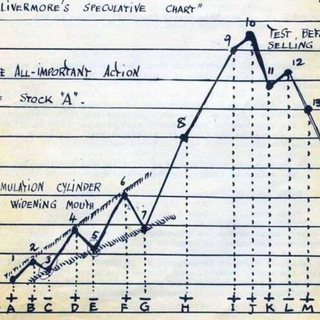 LIVERMORE'S SPECULATIVE CHART"
10
TEST, BEF
SELLING
9
ALL-IMPORTANT ACTION
11
12
STOCK "A".
13
8
MULATION CYLINDER
6
WIDENING MOUTH
4
7
5
2
3
1
+ + - + - + - + + + + - +
A B C D E F G H I J K L M